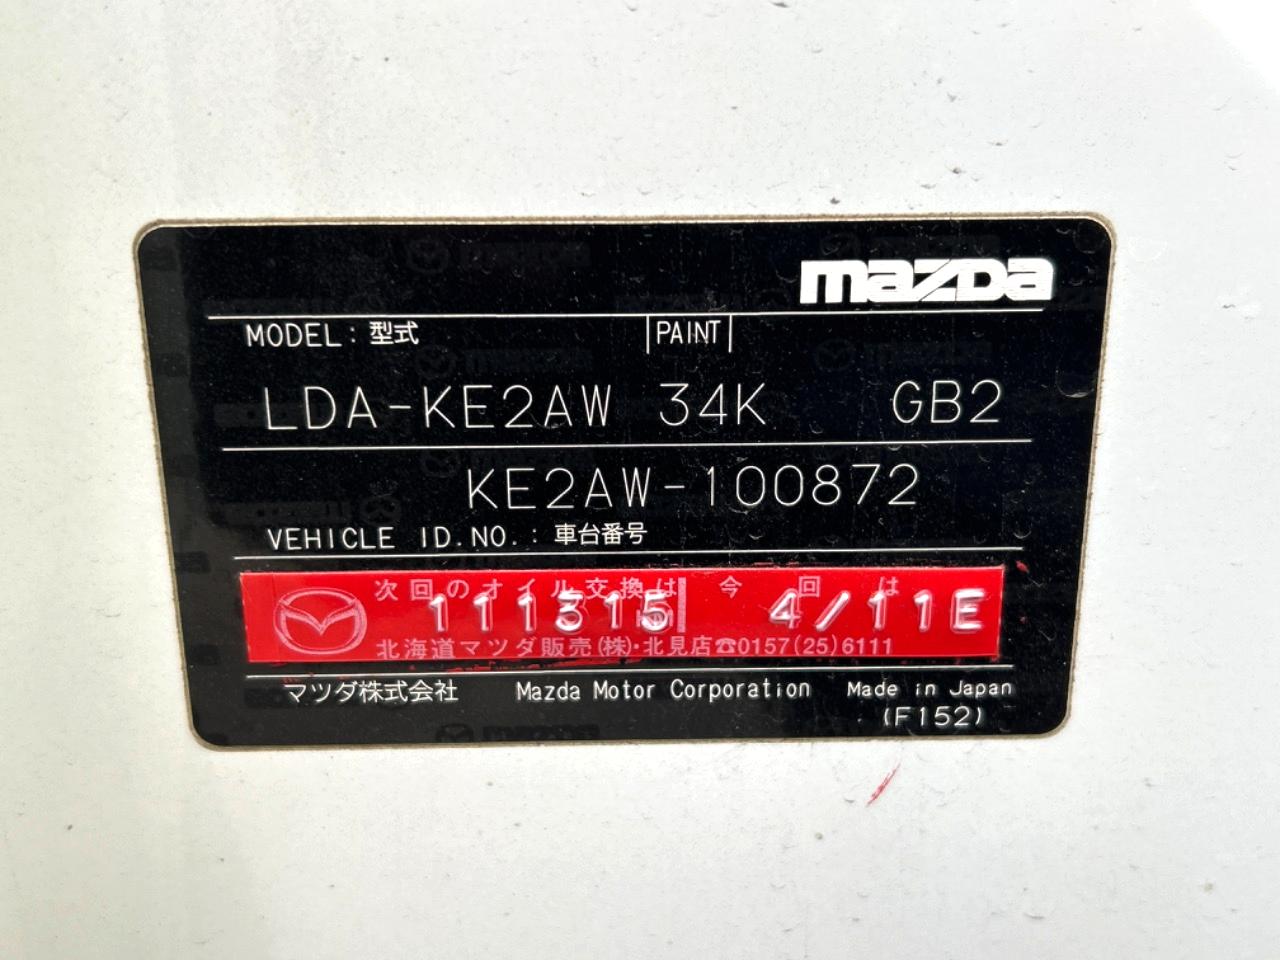 mazda
MODEL: 型式 PAINT
LDA-KE2AW 34K GB2
KE2AW-100872
VEHICLE ID.NO.: 車台番号
次回のオイル交換は 今回は
111315 4/11E
北海道マツダ販売(株)・北見店☎0157(25)6111
マツダ株式会社 Mazda Motor Corporation Made in Japan
(F152)